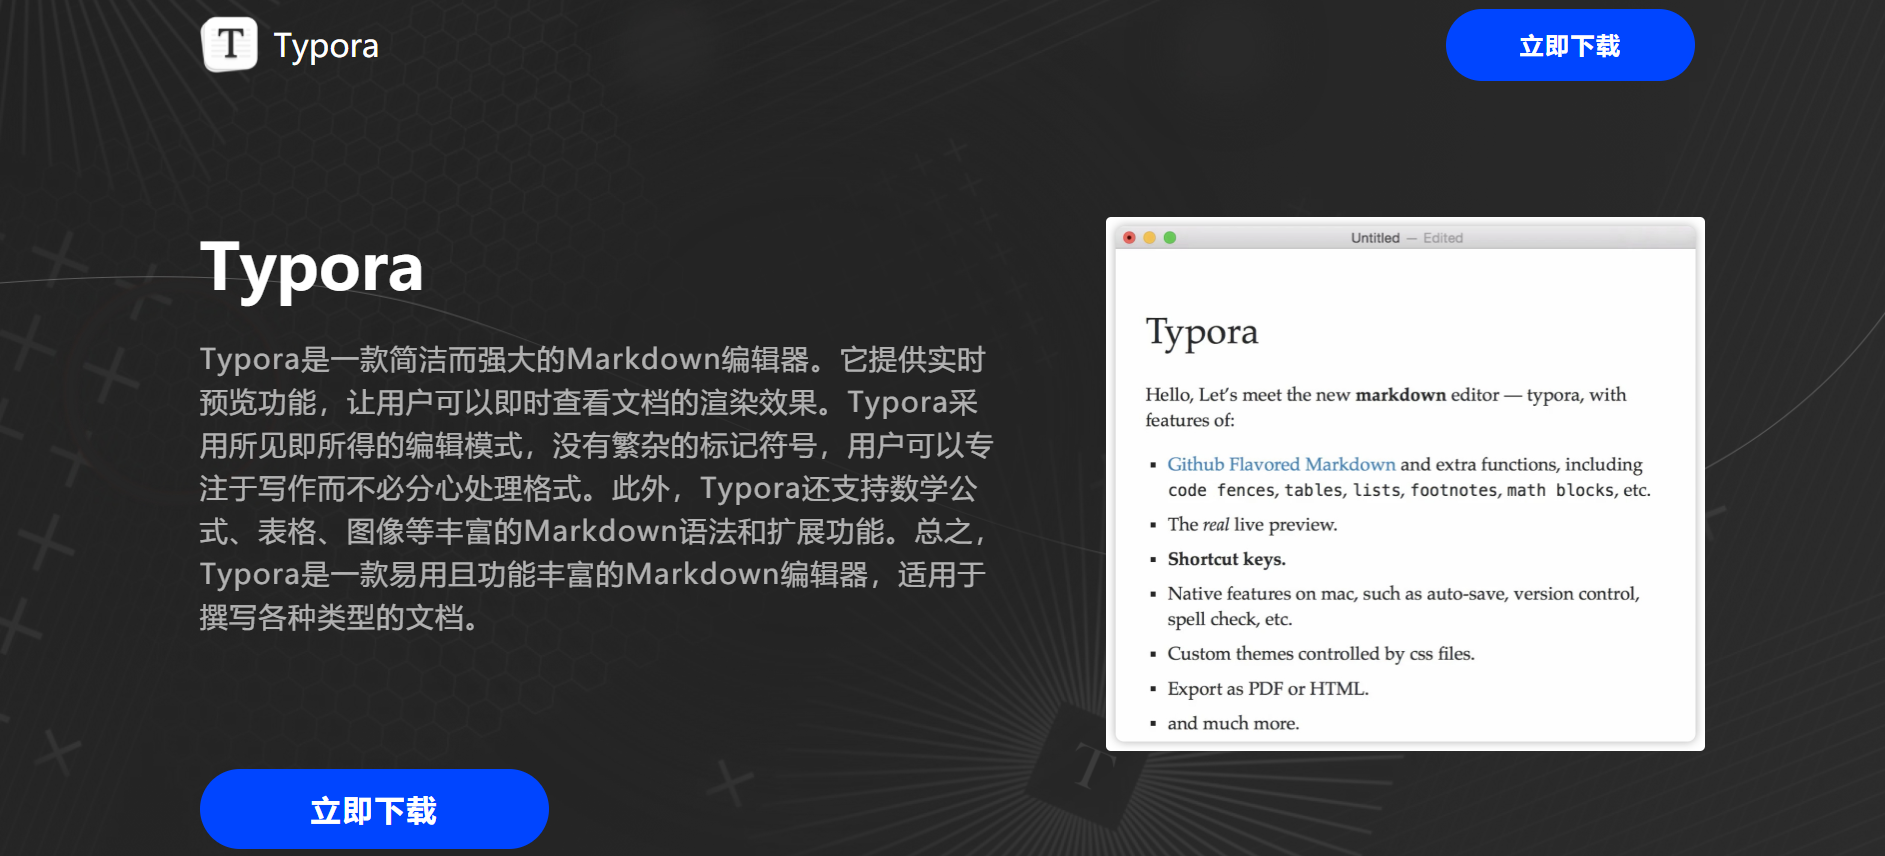 T Typora
立即下载
Typora
Typora是一款简洁而强大的Markdown编辑器。它提供实时
预览功能，让用户可以即时查看文档的渲染效果。Typora采
用所见即所得的编辑模式，没有繁杂的标记符号，用户可以专
注于写作而不必分心处理格式。此外，Typora还支持数学公
式、表格、图像等丰富的Markdown语法和扩展功能。总之，
Typora是一款易用且功能丰富的Markdown编辑器，适用于
撰写各种类型的文档。
立即下载
Untitled — Edited
Typora
Hello, Let’s meet the new markdown editor — typora, with
features of:
▪ Github Flavored Markdown and extra functions, including
code fences, tables, lists, footnotes, math blocks, etc.
▪ The real live preview.
▪ Shortcut keys.
▪ Native features on mac, such as auto-save, version control,
spell check, etc.
▪ Custom themes controlled by css files.
▪ Export as PDF or HTML.
▪ and much more.
T